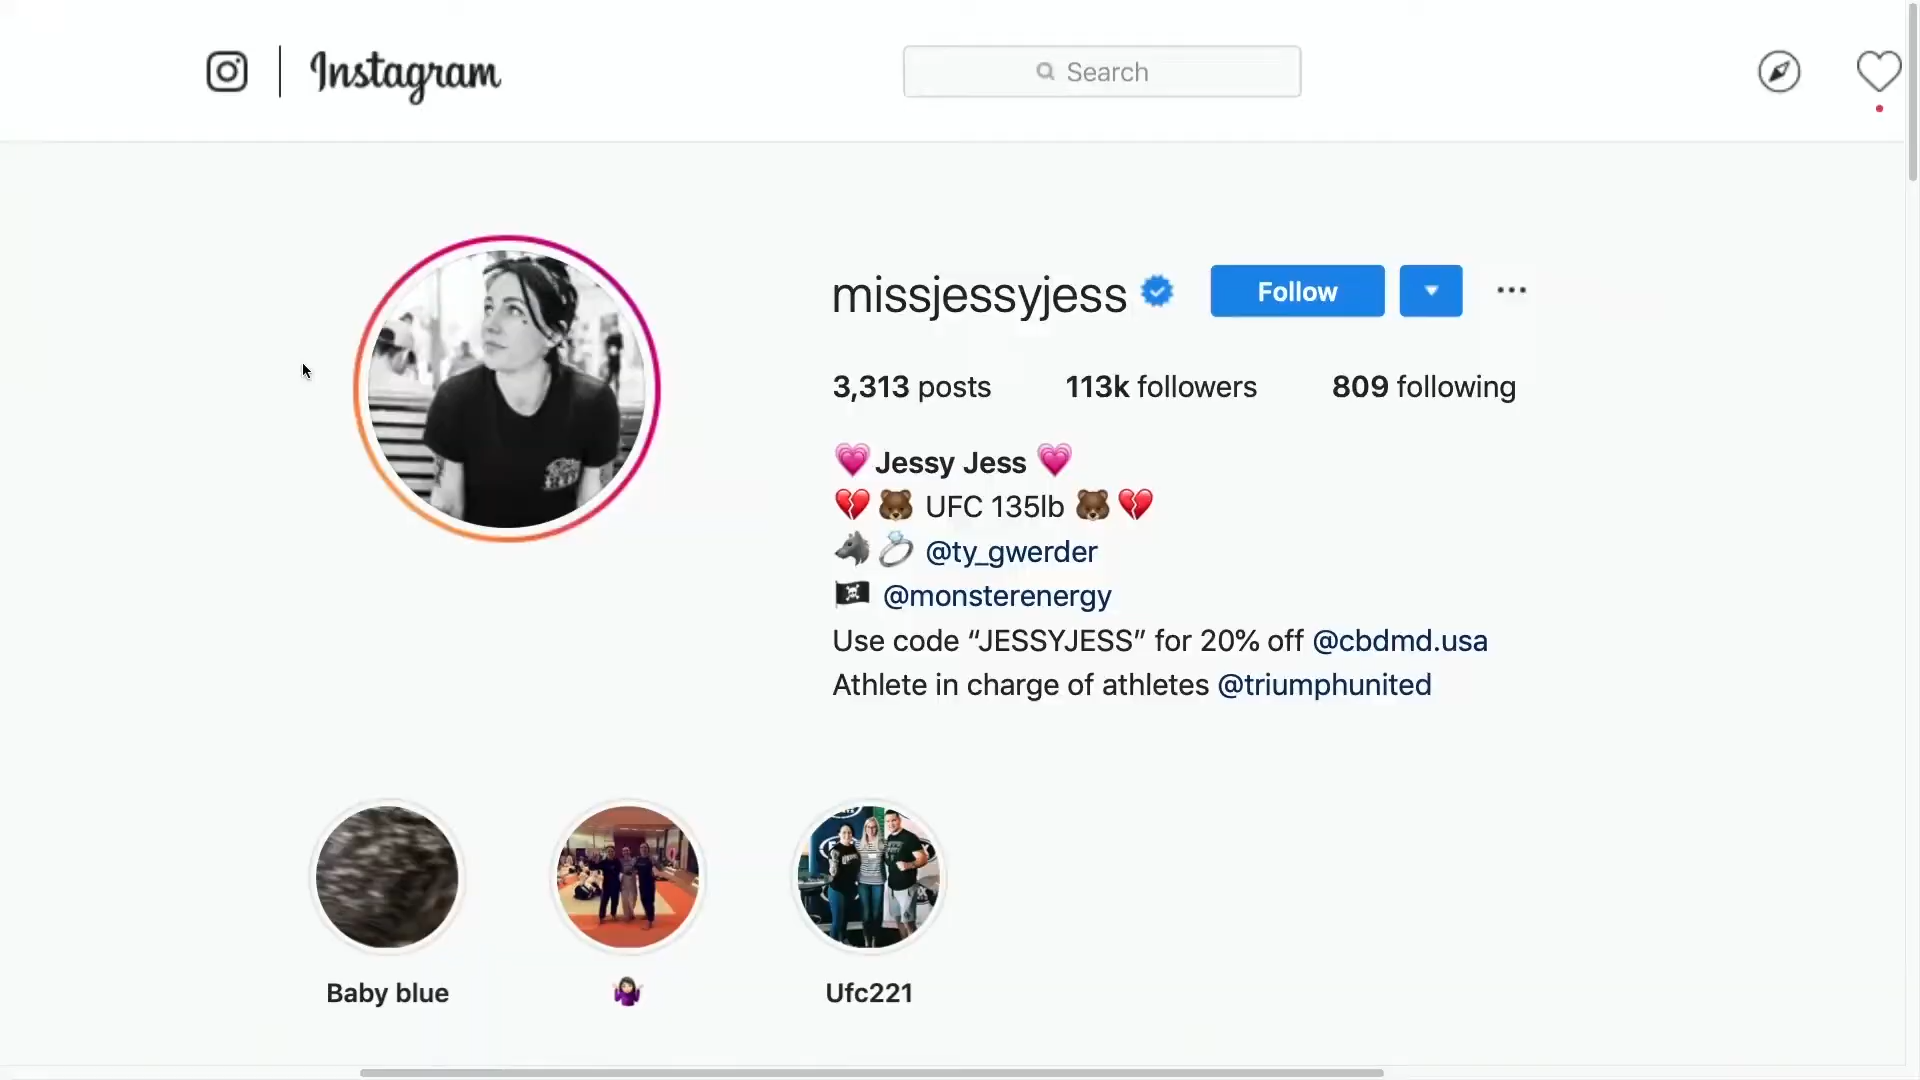 Instagram
Search
missjessyjess
Follow
3,313 posts 113k followers 809 following
💗Jessy Jess 💗
💔🐻 UFC 135lb 🐻💔
🐺💍 @ty_gwerder
🏴‍☠️ @monsterenergy
Use code “JESSYJESS” for 20% off @cbdmd.usa
Athlete in charge of athletes @triumphunited
Baby blue 🤷🏻‍♀️ Ufc221